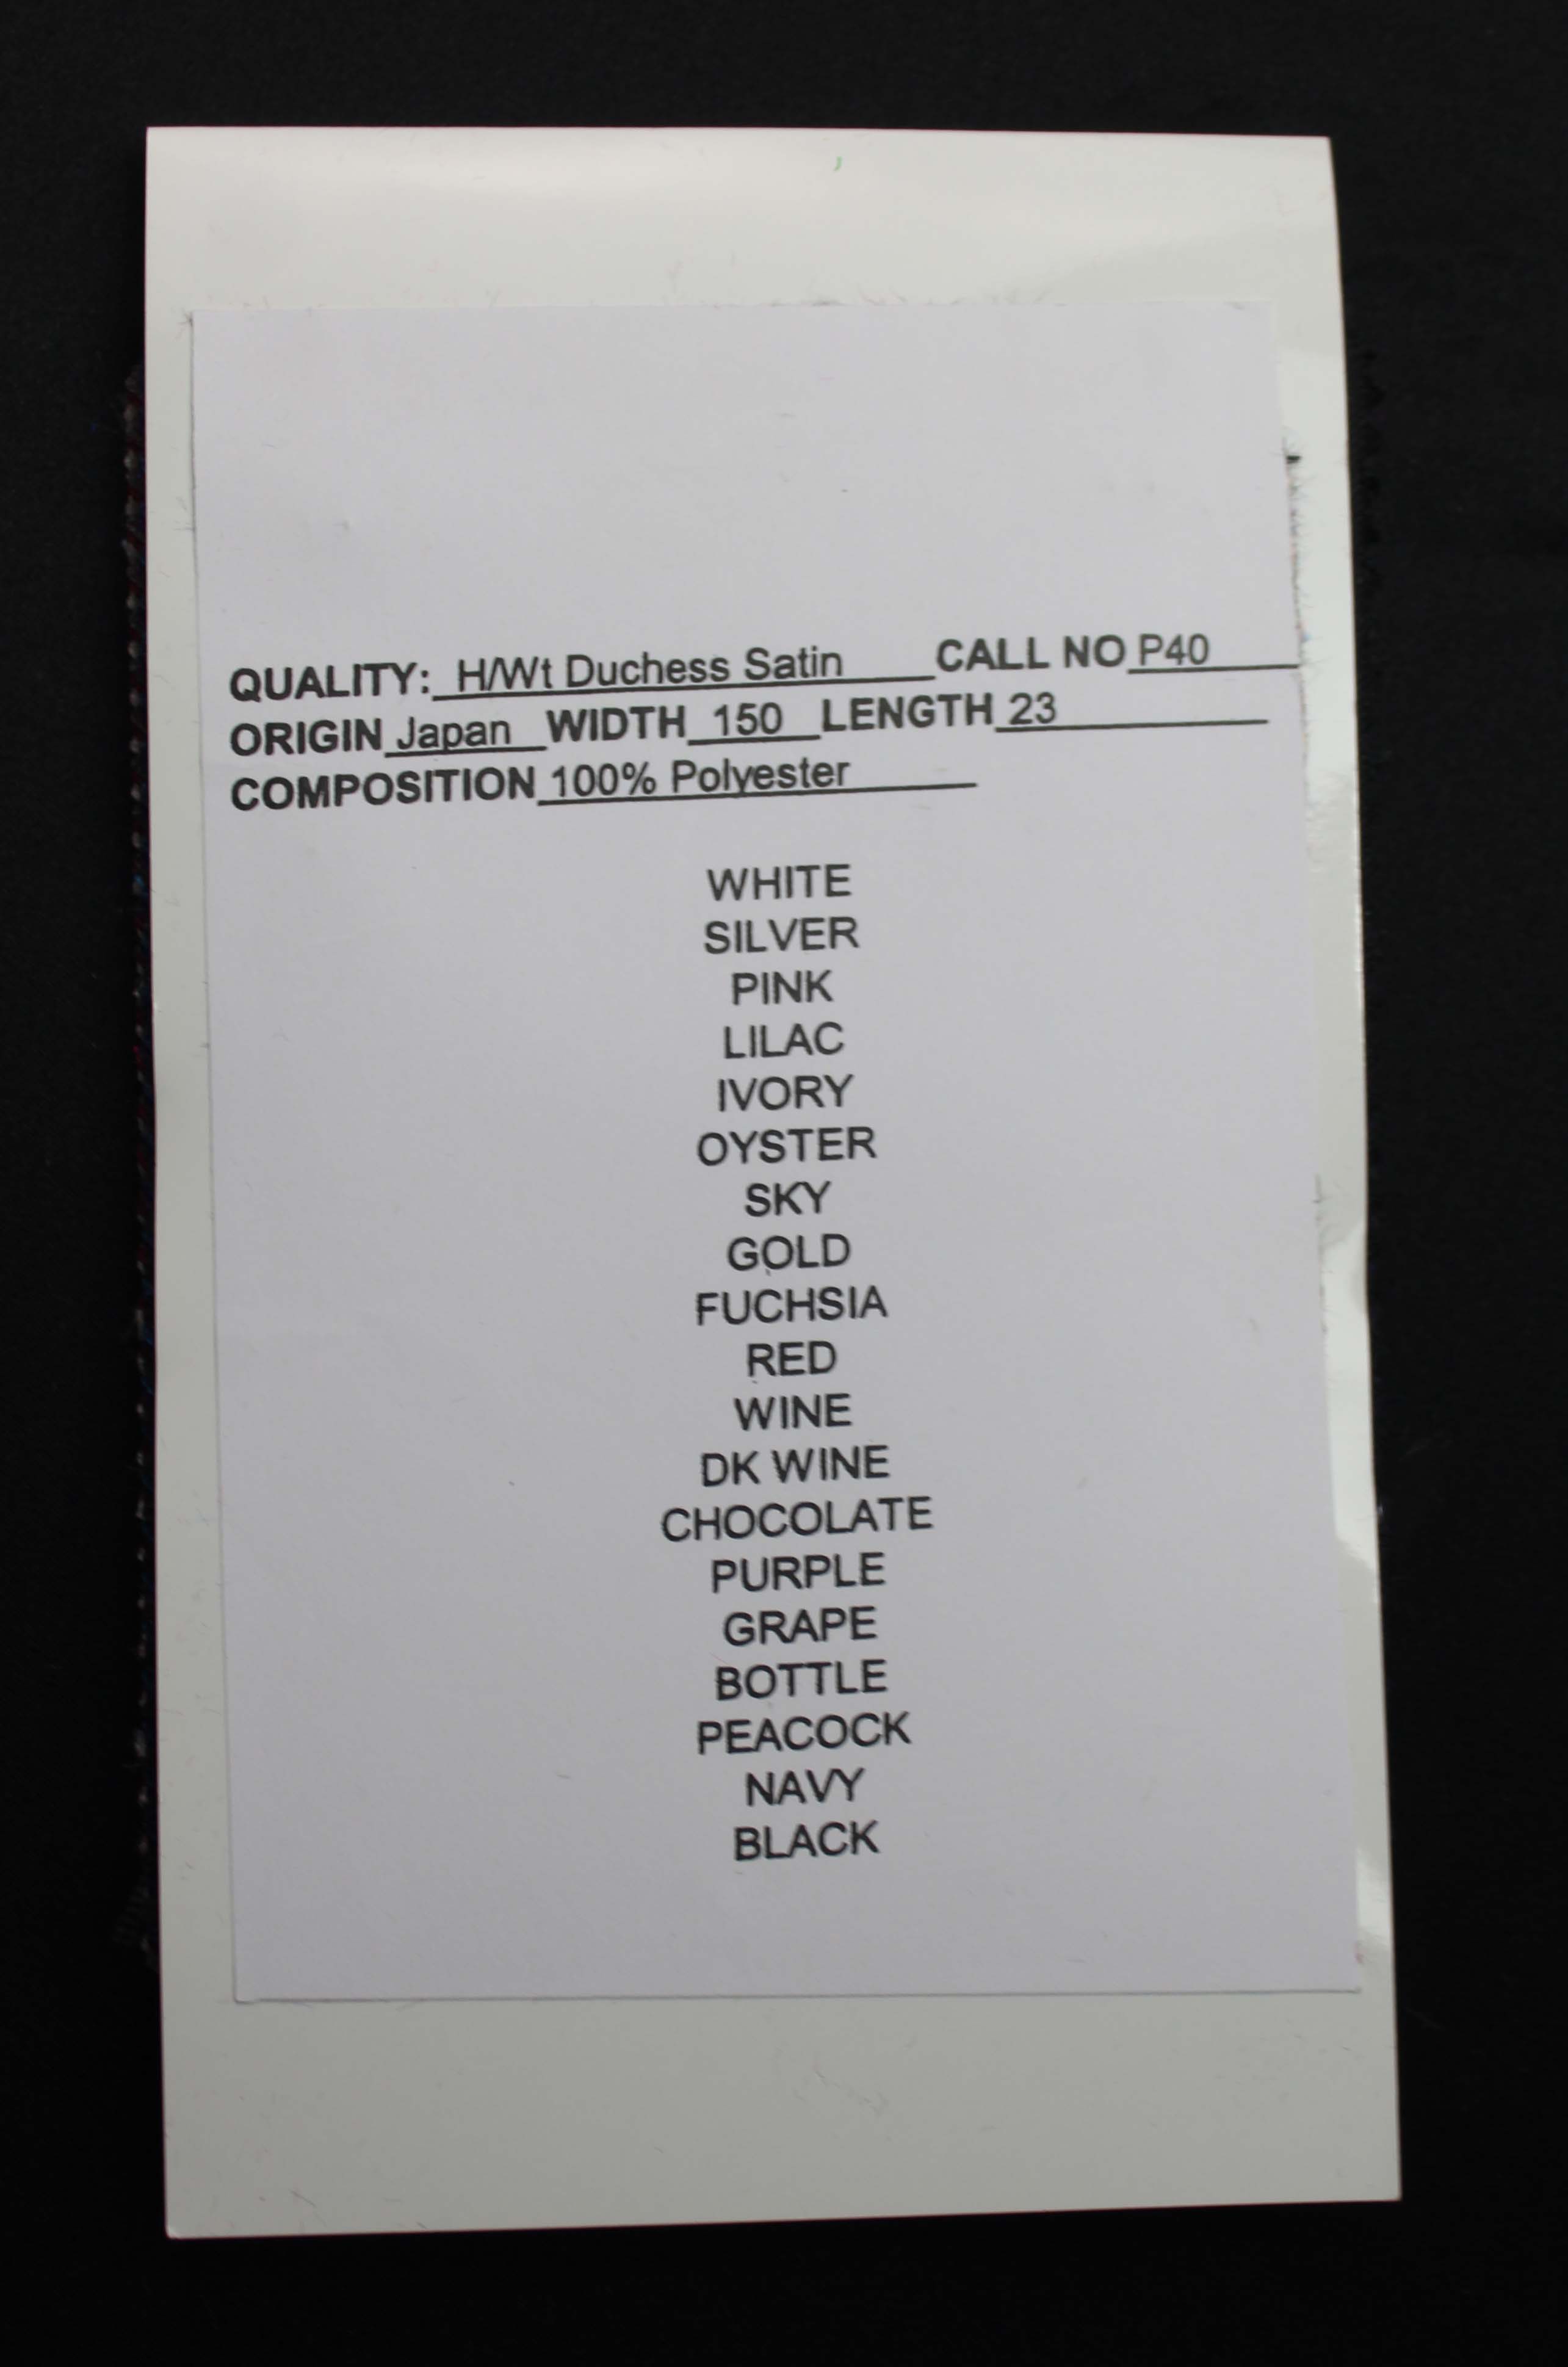 QUALITY: H/Wt Duchess Satin CALL NO P40
ORIGIN Japan WIDTH 150 LENGTH 23
COMPOSITION 100% Polyester
WHITE
SILVER
PINK
LILAC
IVORY
OYSTER
SKY
GOLD
FUCHSIA
RED
WINE
DK WINE
CHOCOLATE
PURPLE
GRAPE
BOTTLE
PEACOCK
NAVY
BLACK